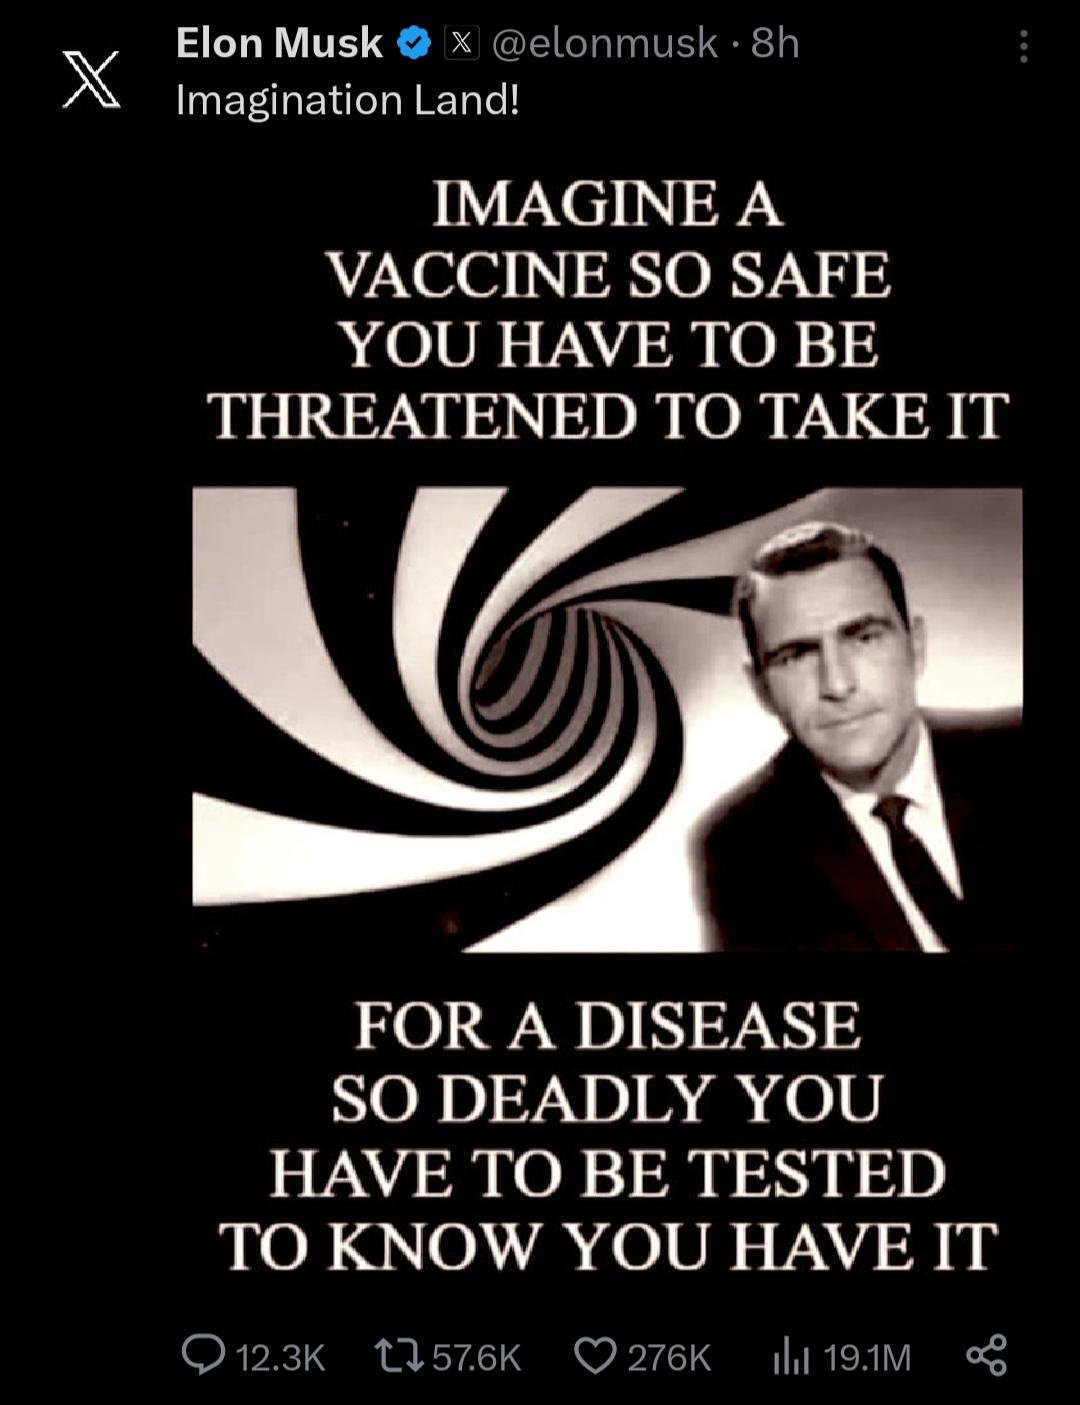 Elon Musk X @elonmusk · 8h
Imagination Land!
IMAGINE A
VACCINE SO SAFE
YOU HAVE TO BE
THREATENED TO TAKE IT
FOR A DISEASE
SO DEADLY YOU
HAVE TO BE TESTED
TO KNOW YOU HAVE IT
12.3K 57.6K 276K 19.1M